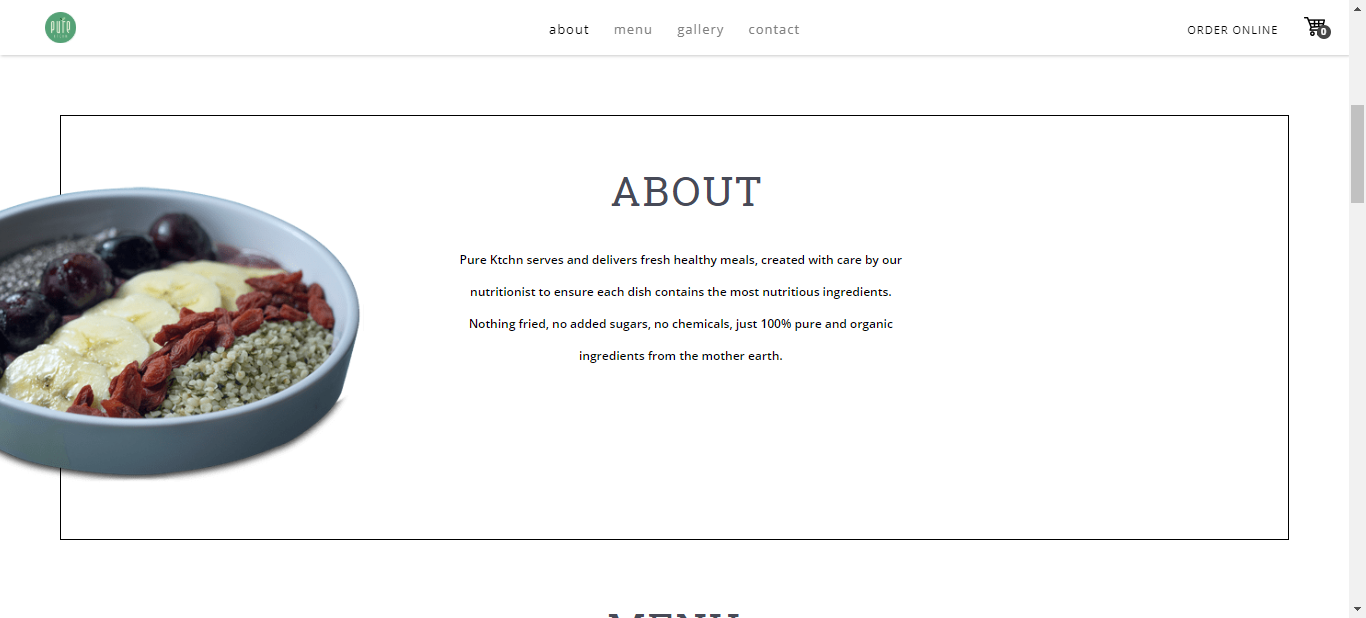 pure
about menu gallery contact
ORDER ONLINE
0
ABOUT
Pure Ktchn serves and delivers fresh healthy meals, created with care by our
nutritionist to ensure each dish contains the most nutritious ingredients.
Nothing fried, no added sugars, no chemicals, just 100% pure and organic
ingredients from the mother earth.
MENU